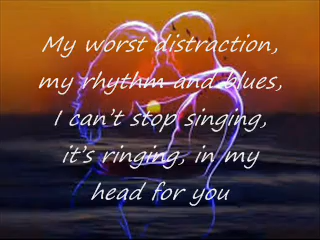 My worst distraction,
my rhythm and blues,
I can't stop singing,
it's ringing, in my
head for you